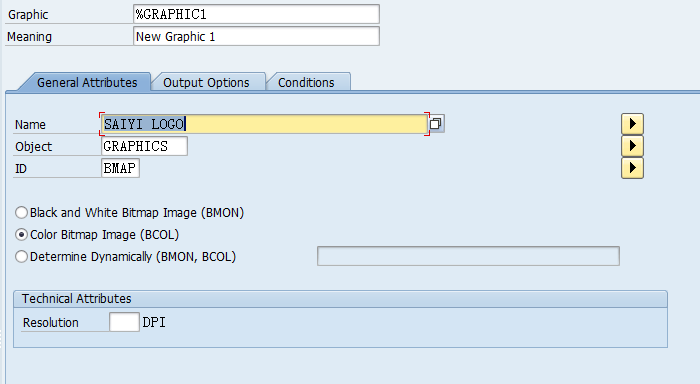 Graphic %GRAPHIC1
Meaning New Graphic 1
General Attributes Output Options Conditions
Name SAIYI LOGO
Object GRAPHICS
ID BMAP
Black and White Bitmap Image (BMON)
Color Bitmap Image (BCOL)
Determine Dynamically (BMON, BCOL)
Technical Attributes
Resolution DPI